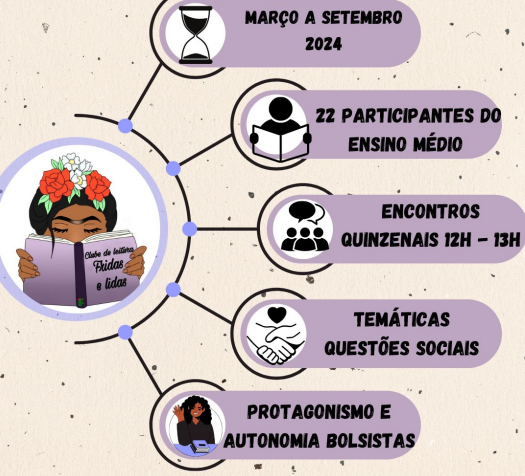 MARÇO A SETEMBRO
2024
22 PARTICIPANTES DO
ENSINO MÉDIO
Clube de leitura
Fridas
e lidas
ENCONTROS
QUINZENAIS 12H – 13H
TEMÁTICAS
QUESTÕES SOCIAIS
PROTAGONISMO E
AUTONOMIA BOLSISTAS